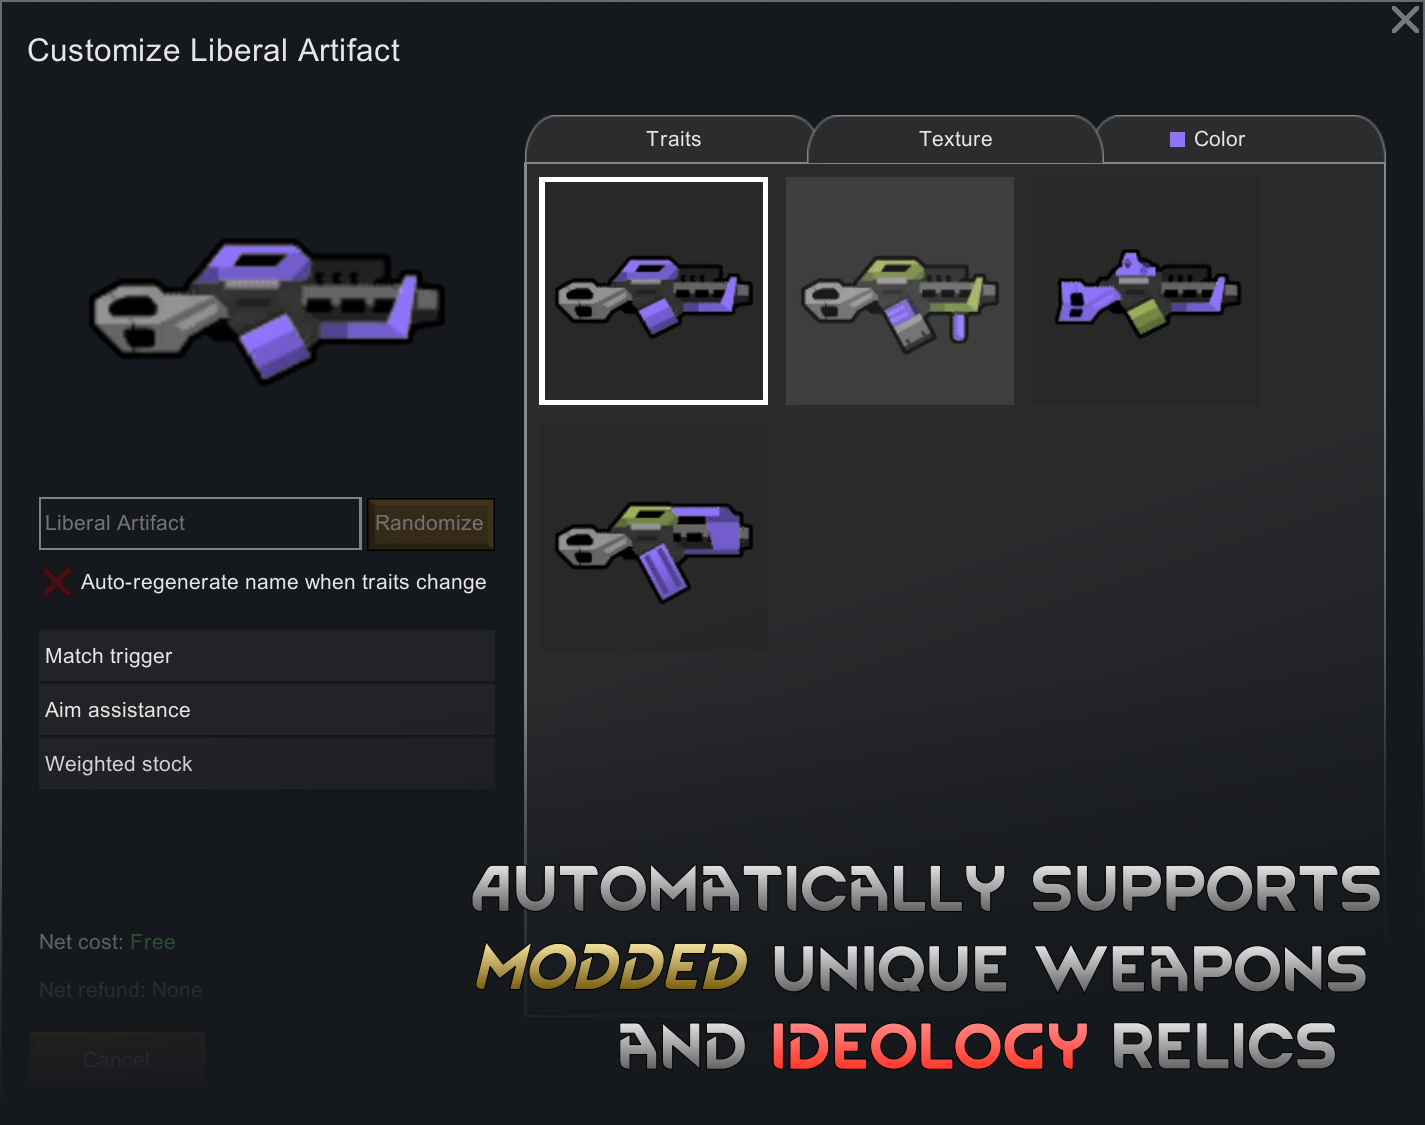 Customize Liberal Artifact
Traits
Texture
Color
Liberal Artifact
Randomize
Auto-regenerate name when traits change
Match trigger
Aim assistance
Weighted stock
Net cost: Free
Net refund: None
Cancel
AUTOMATICALLY SUPPORTS
MODDED UNIQUE WEAPONS
AND IDEOLOGY RELICS